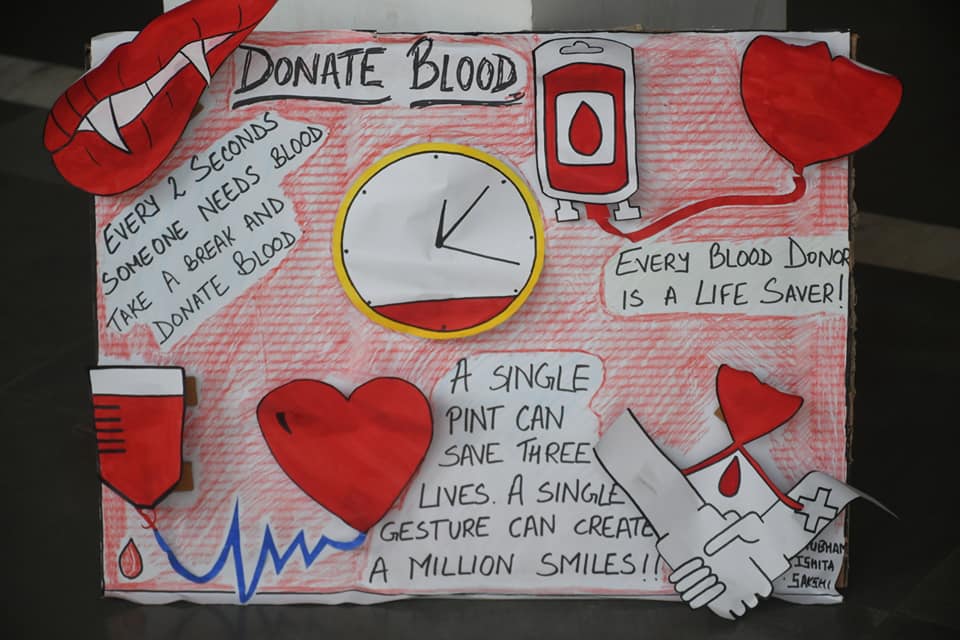 DONATE BLOOD
EVERY 2 SECONDS
SOMEONE NEEDS BLOOD
TAKE A BREAK AND
DONATE BLOOD
EVERY BLOOD DONOR
IS A LIFE SAVER!
A SINGLE
PINT CAN
SAVE THREE
LIVES. A SINGLE
GESTURE CAN CREATE
A MILLION SMILES!!
ISHITA
SAKSHI